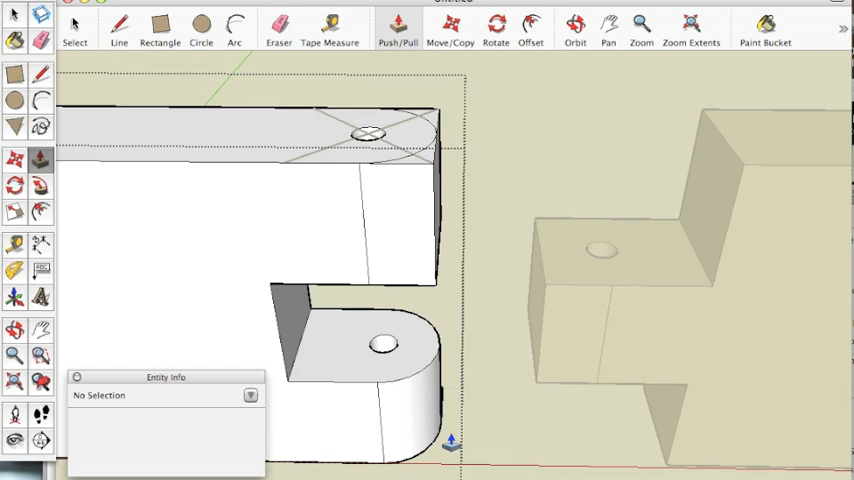 Untitled
Select Line Rectangle Circle Arc Eraser Tape Measure Push/Pull Move/Copy Rotate Offset Orbit Pan Zoom Zoom Extents Paint Bucket
Entity Info
No Selection